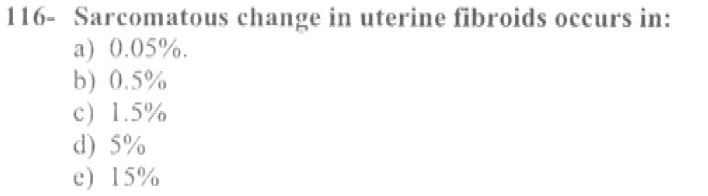 116- Sarcomatous change in uterine fibroids occurs in:
a) 0.05%.
b) 0.5%
c) 1.5%
d) 5%
e) 15%